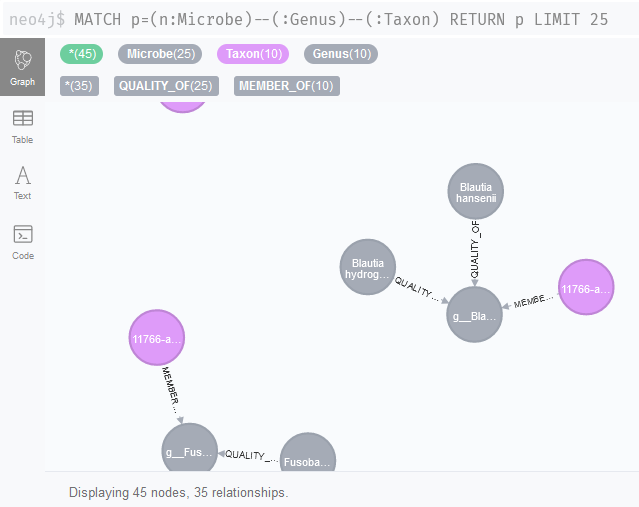 neo4j$ MATCH p=(n:Microbe)--(:Genus)--(:Taxon) RETURN p LIMIT 25
*(45) Microbe(25) Taxon(10) Genus(10)
*(35) QUALITY_OF(25) MEMBER_OF(10)
Graph
Table
Text
Code
Blautia
hansenii
QUALITY_OF
Blautia
hydrog...
QUALITY...
11766-a...
MEMBE...
g__Bla...
11766-a...
MEMBER...
g__Fus...
QUALITY_...
Fusoba...
Displaying 45 nodes, 35 relationships.